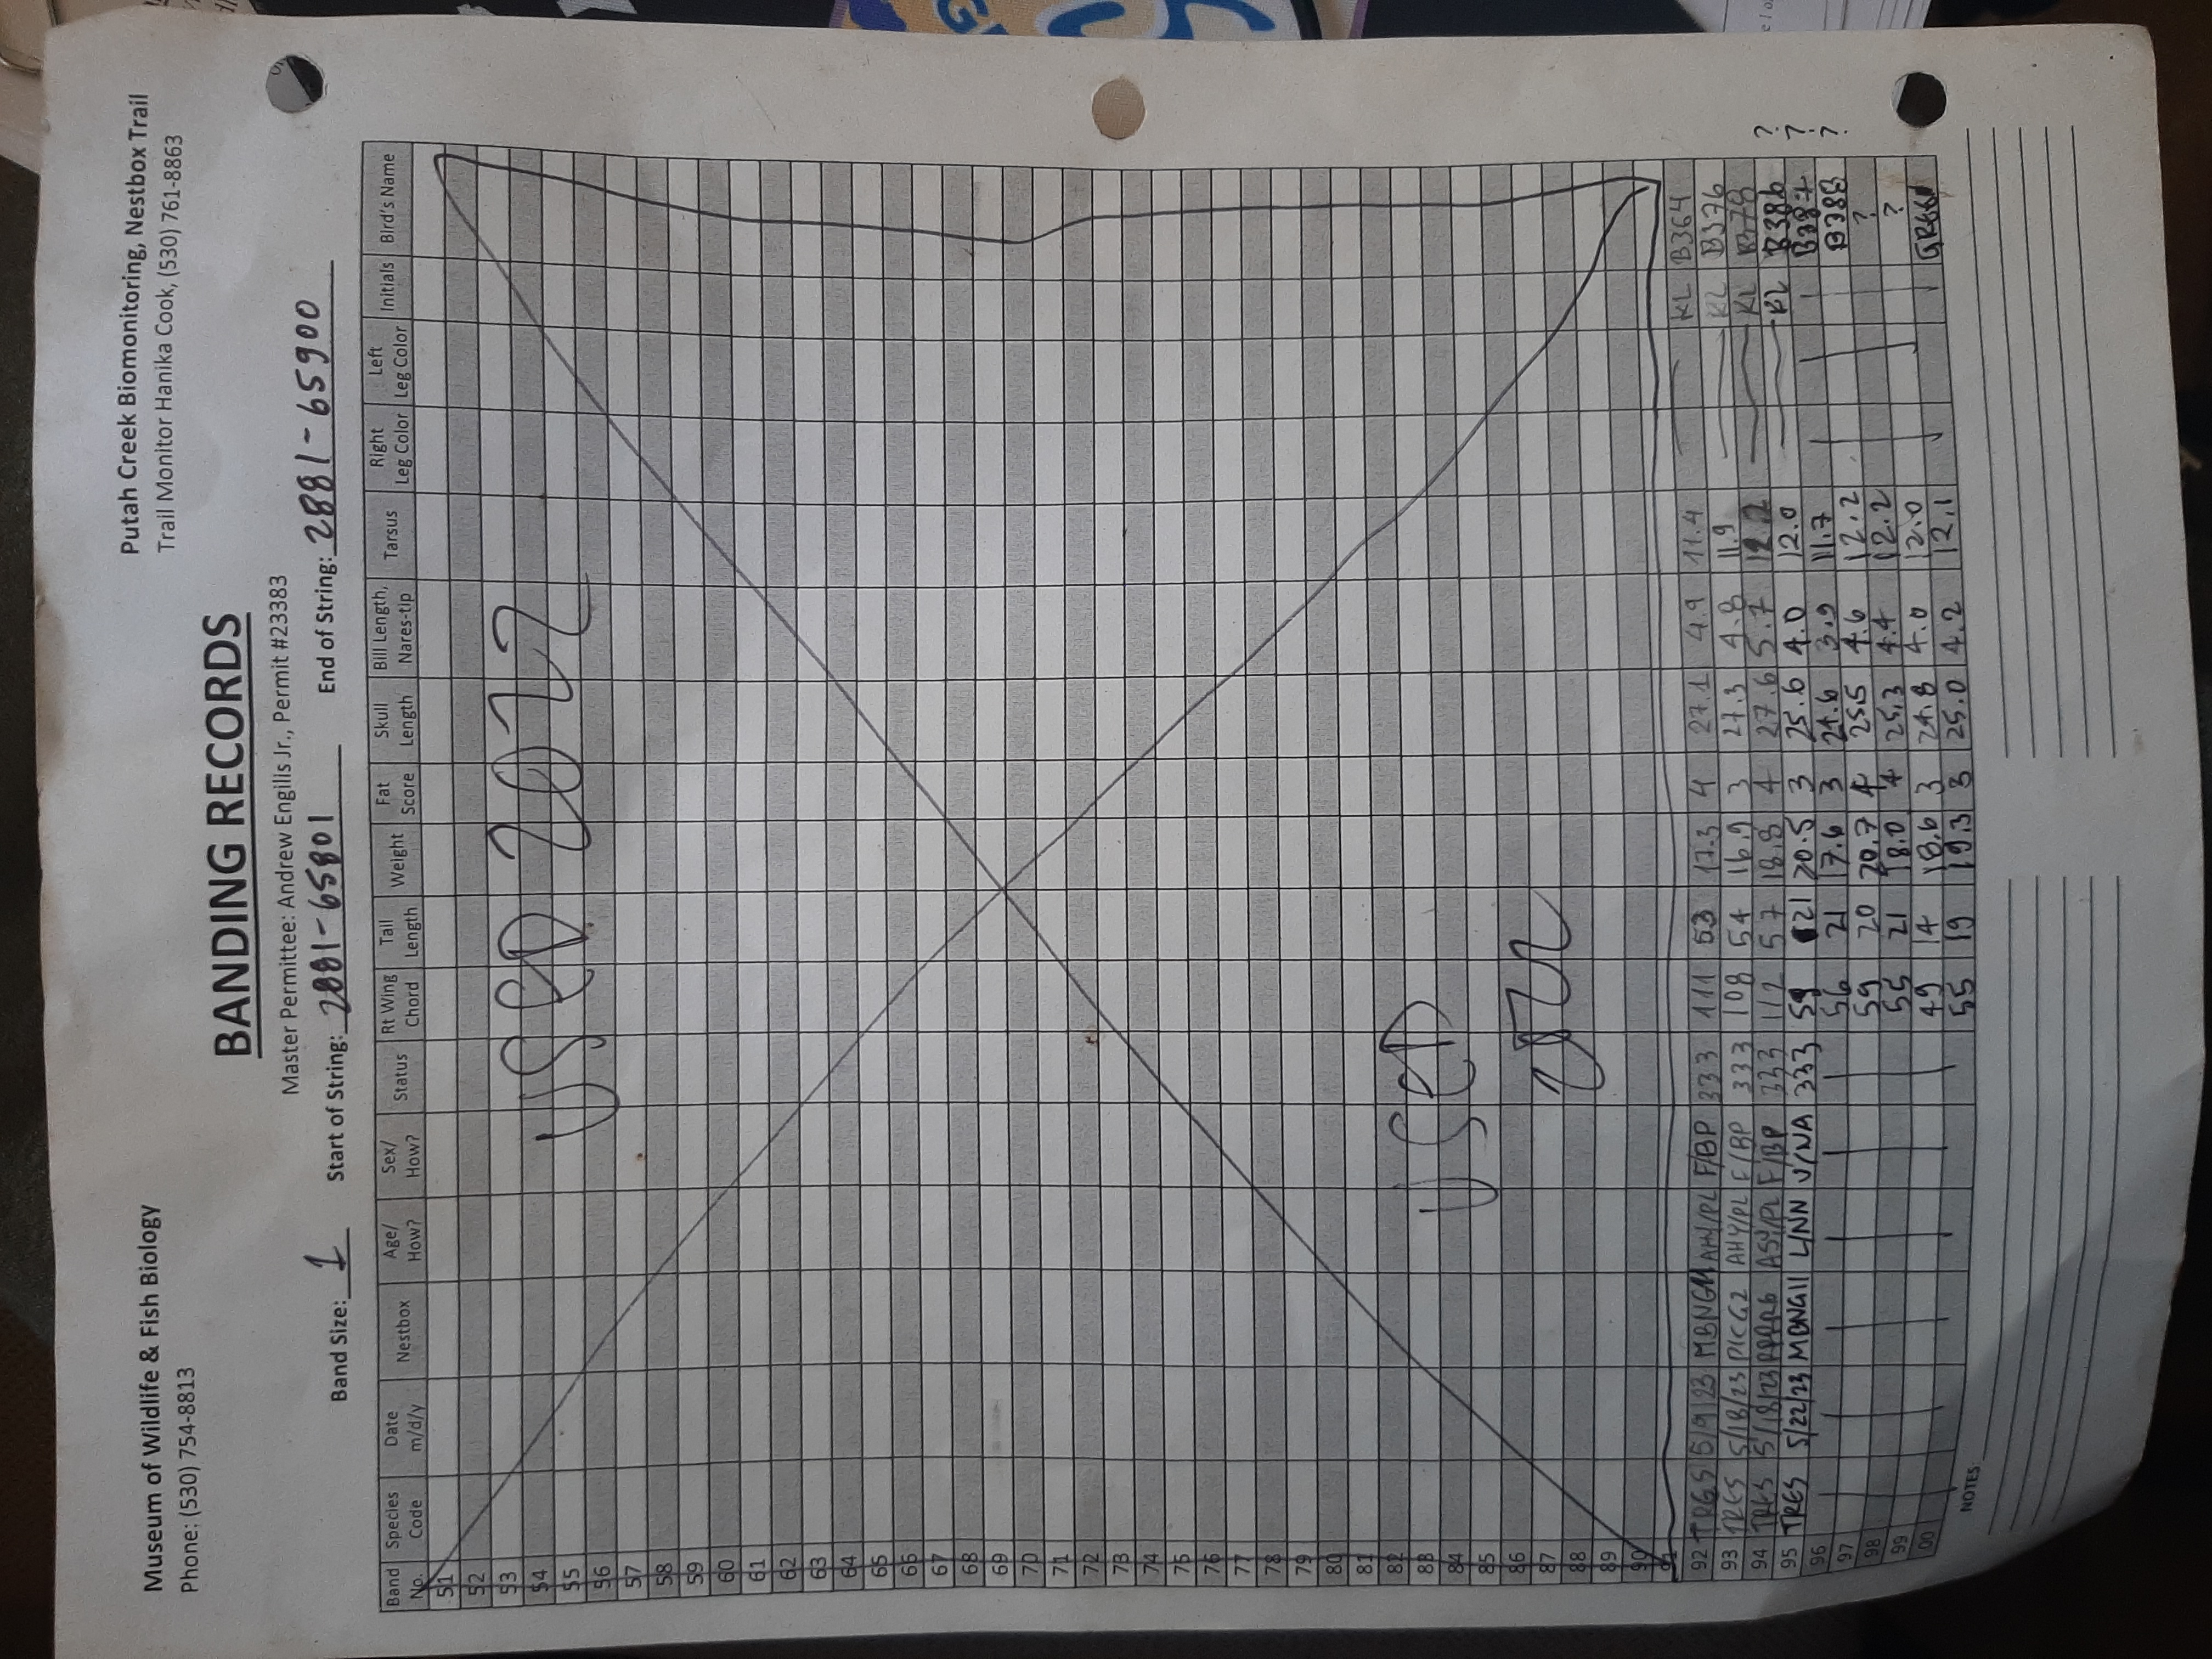 Museum of Wildlife & Fish Biology
Phone: (530) 754-8813
Putah Creek Biomonitoring, Nestbox Trail
Trail Monitor Hanika Cook, (530) 761-8863
BANDING RECORDS
Master Permittee: Andrew Engilis Jr., Permit #23383
Band Size: 1 Start of String: 2881-65801 End of String: 2881-65900
Band No. Species Code Date m/d/y Nestbox Age/ How? Sex/ How? Status Rt Wing Chord Tail Length Weight Fat Score Skull Length Bill Length, Nares-tip Tarsus Right Leg Color Left Leg Color Initials Bird's Name
51
52
53
USED 2022
54
55
56
57
58
59
60
61
62
63
64
65
66
67
68
69
70
71
72
73
74
75
76
77
78
79
80
81
82
83
USED
84
85
86
87
2022
88
89
90
91
92 TRES 5/9/23 MBNG11 AHY/PL F/BP 333 111 53 17.3 4 27.1 4.9 11.4 KL B364
93 TRES 5/18/23 PICG2 AHY/PL F/BP 333 108 54 16.9 3 27.3 4.8 11.9 KL B376
94 TRES 5/18/23 ASY/PL F/BP 333 112 57 18.8 4 27.6 5.7 12.2 KL B378
95 TRES 5/22/23 MBNG11 L/NN U/NA 333 59 21 20.5 3 25.6 4.0 12.0 KL B386 ?
96 56 21 17.6 3 24.6 3.9 11.7 B387 ?
97 59 20 20.7 4 25.5 4.6 12.2 B388 ?
98 55 21 18.0 4 25.3 4.4 12.2 ?
99 49 14 18.6 3 24.8 4.0 12.0 ?
00 55 19 19.3 3 25.0 4.2 12.1
NOTES: